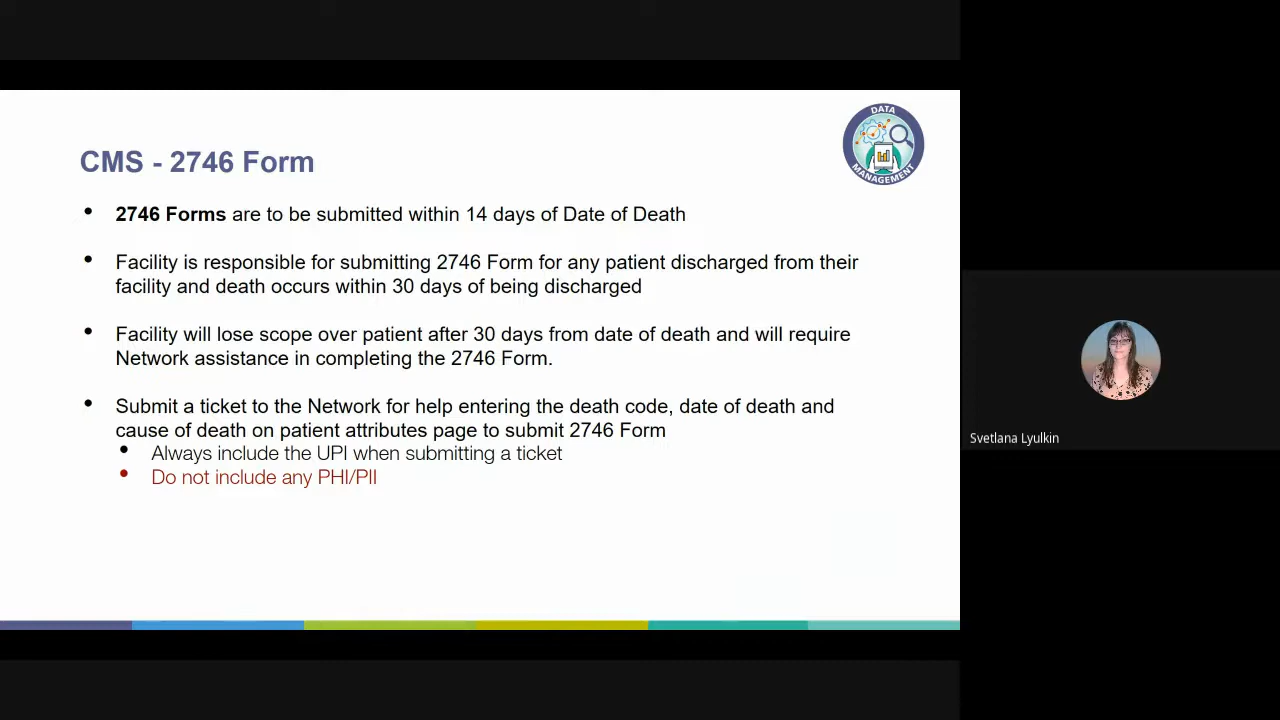 DATA
MANAGEMENT
CMS - 2746 Form
• 2746 Forms are to be submitted within 14 days of Date of Death
• Facility is responsible for submitting 2746 Form for any patient discharged from their
facility and death occurs within 30 days of being discharged
• Facility will lose scope over patient after 30 days from date of death and will require
Network assistance in completing the 2746 Form.
• Submit a ticket to the Network for help entering the death code, date of death and
cause of death on patient attributes page to submit 2746 Form
• Always include the UPI when submitting a ticket
• Do not include any PHI/PII
Svetlana Lyulkin